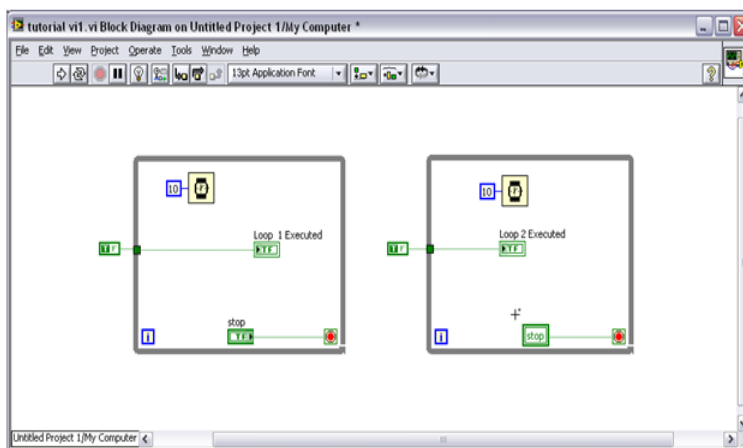 tutorial vi1.vi Block Diagram on Untitled Project 1/My Computer *
File Edit View Project Operate Tools Window Help
13pt Application Font
10
10
Loop 1 Executed
Loop 2 Executed
TF
TF
TF
TF
stop
i
TF
i
stop
Untitled Project 1/My Computer